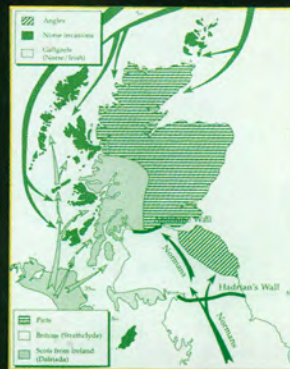 Angles
Norse invasions
Gallgaels
(Norse/Irish)
Antonine Wall
Normans
Hadrian's Wall
Normans
Picts
Britons (Strathclyde)
Scots from Ireland
(Dalriada)